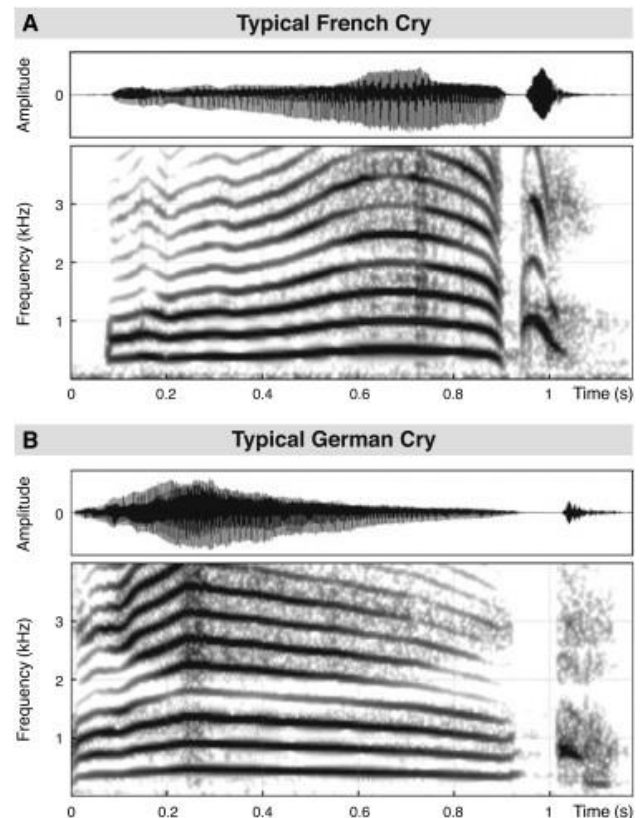 A Typical French Cry
Amplitude
0
Frequency (kHz)
3
2
1
0 0.2 0.4 0.6 0.8 1 Time (s)
B Typical German Cry
Amplitude
0
Frequency (kHz)
3
2
1
0 0.2 0.4 0.6 0.8 1 Time (s)